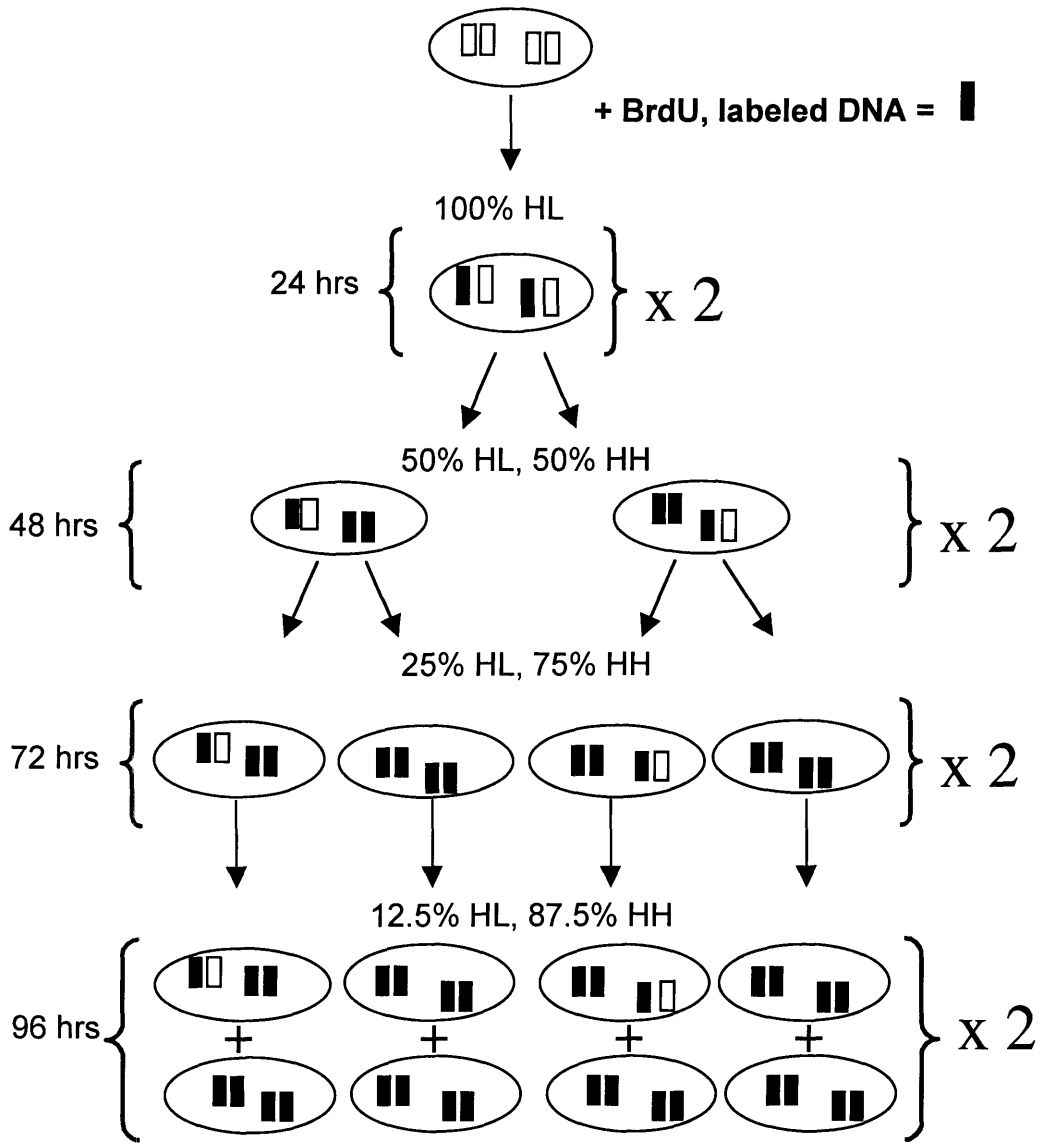 + BrdU, labeled DNA =
100% HL
24 hrs
x 2
50% HL, 50% HH
48 hrs
x 2
25% HL, 75% HH
72 hrs
x 2
12.5% HL, 87.5% HH
96 hrs
+ + + +
x 2